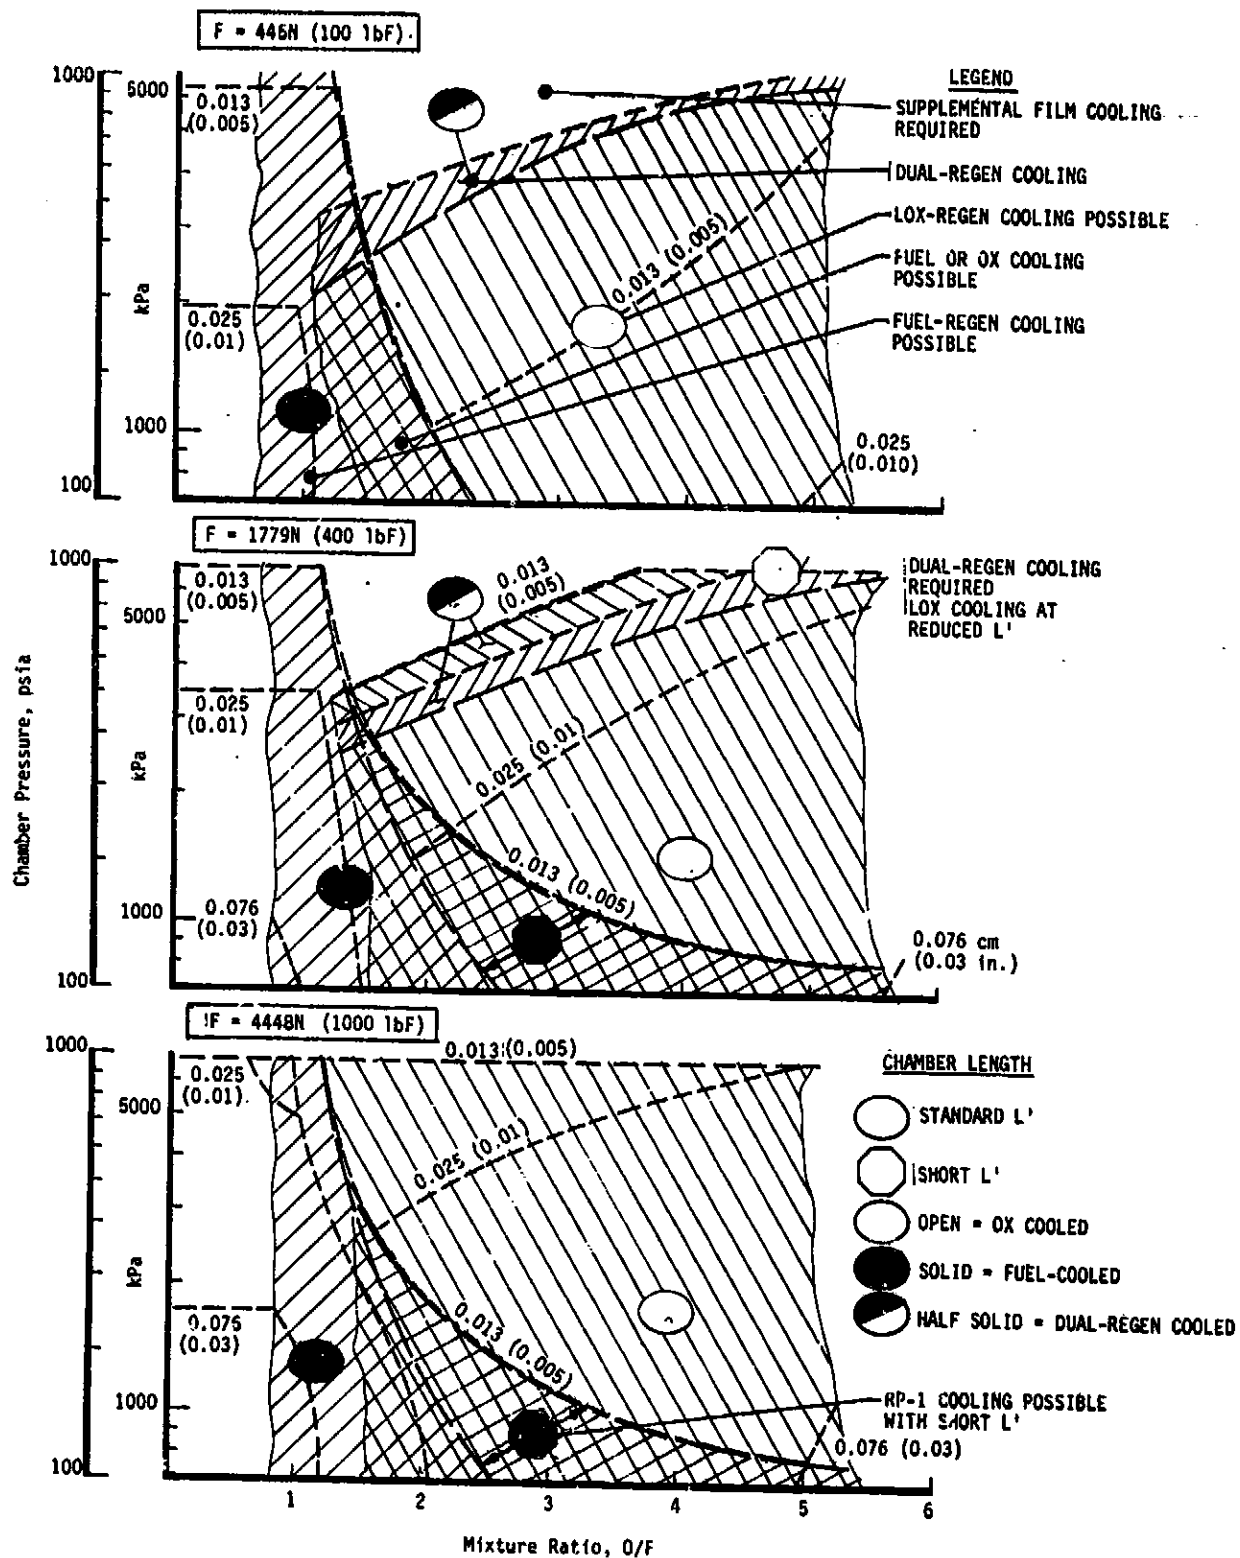 F = 446N (100 lbF).
1000
100
5000
1000
kPa
0.013
(0.005)
0.025
(0.01)
0.013 (0.005)
0.025
(0.010)
LEGEND
SUPPLEMENTAL FILM COOLING
REQUIRED
DUAL-REGEN COOLING
LOX-REGEN COOLING POSSIBLE
FUEL OR OX COOLING
POSSIBLE
FUEL-REGEN COOLING
POSSIBLE
F = 1779N (400 lbF)
1000
100
5000
1000
kPa
Chamber Pressure, psia
0.013
(0.005)
0.025
(0.01)
0.076
(0.03)
0.013
(0.005)
0.025 (0.01)
0.013 (0.005)
DUAL-REGEN COOLING
REQUIRED
LOX COOLING AT
REDUCED L'
0.076 cm
(0.03 in.)
F = 4448N (1000 lbF)
1000
100
5000
1000
kPa
0.025
(0.01)
0.075
(0.03)
0.013 (0.005)
0.025 (0.01)
0.013 (0.005)
CHAMBER LENGTH
STANDARD L'
SHORT L'
OPEN = OX COOLED
SOLID = FUEL-COOLED
HALF SOLID = DUAL-REGEN COOLED
RP-1 COOLING POSSIBLE
WITH SHORT L'
0.076 (0.03)
1 2 3 4 5 6
Mixture Ratio, O/F